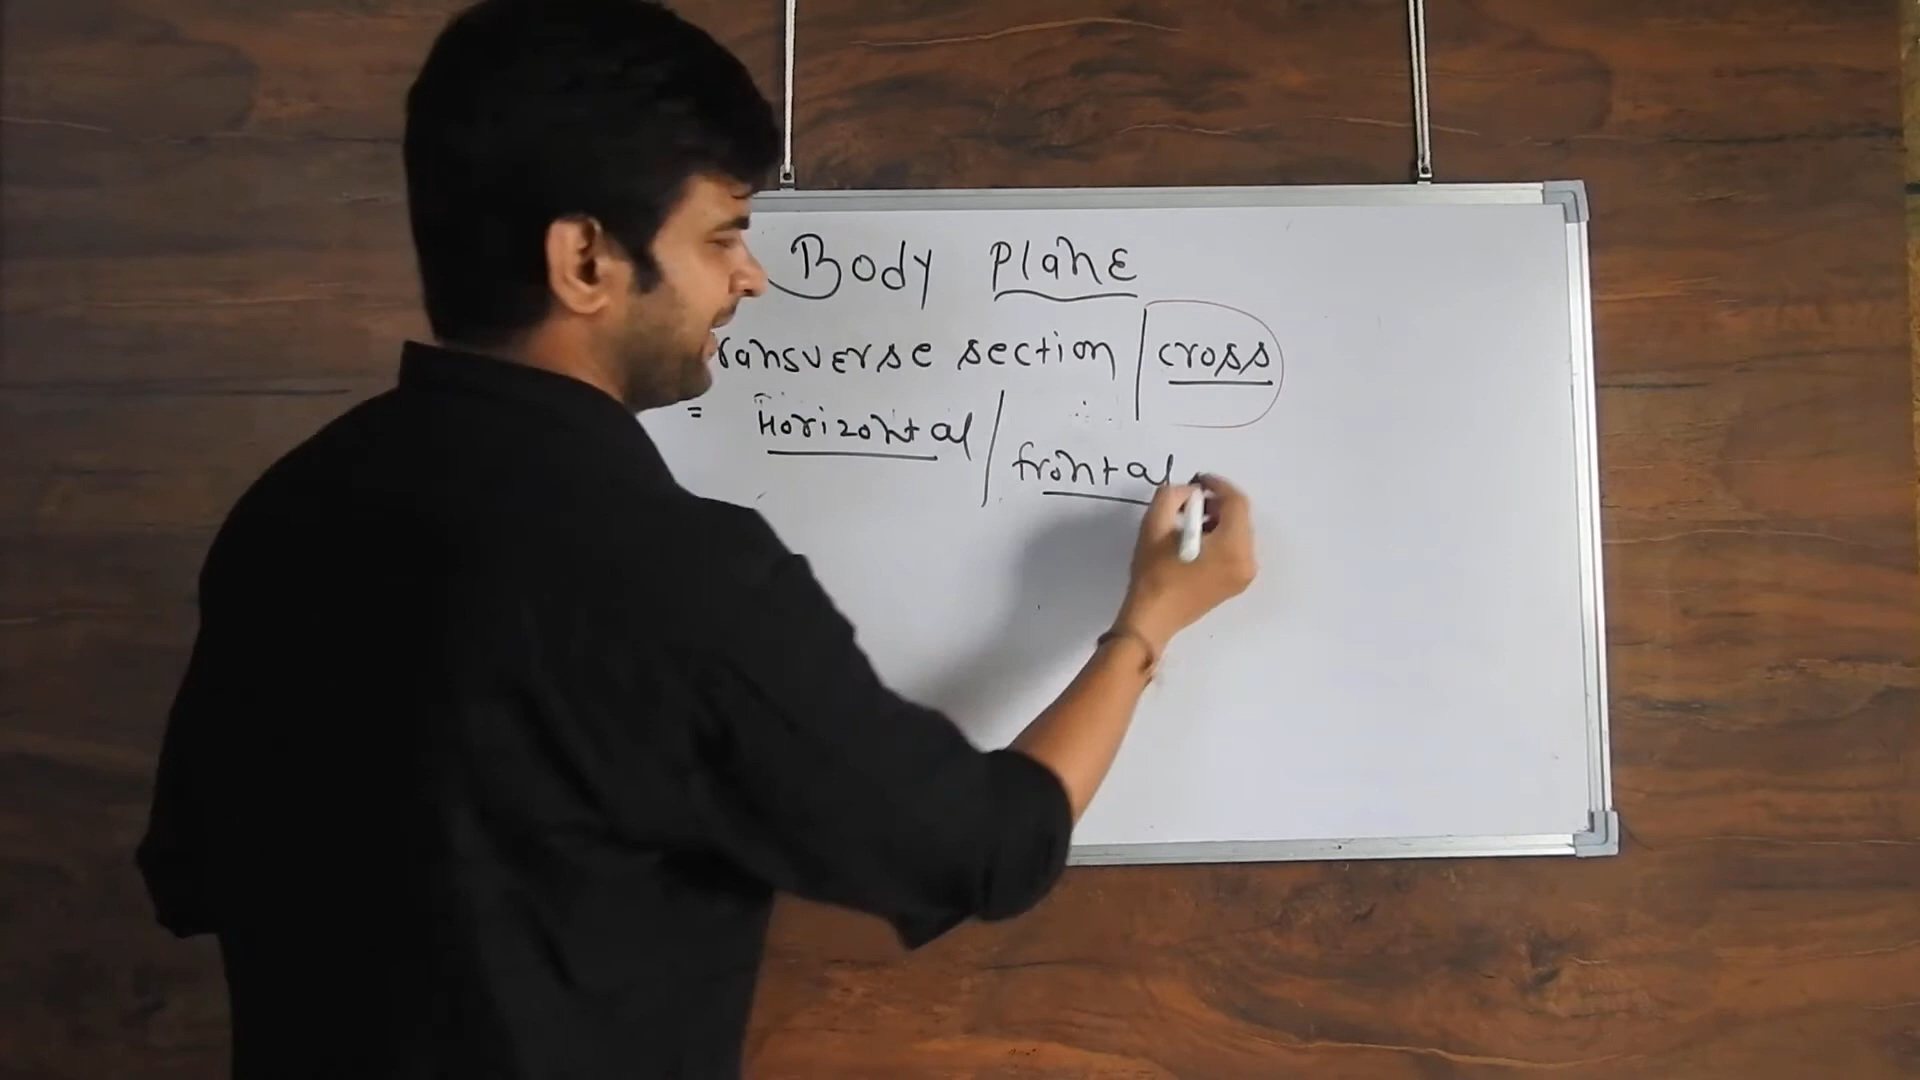 Body Plane
ransverse section / cross
= Horizontal / frontal